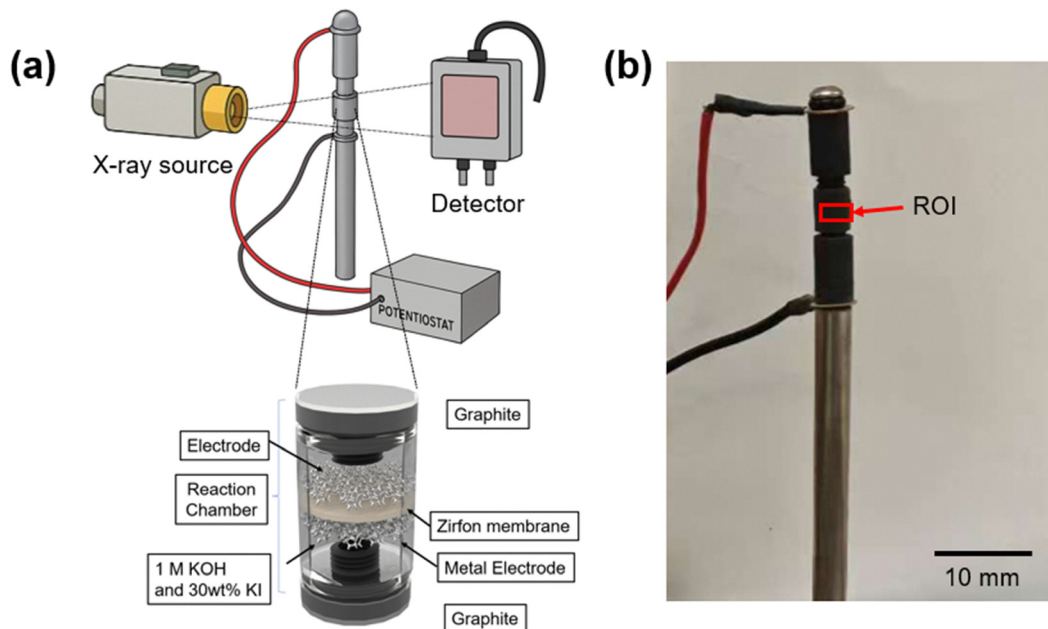 (a)
X-ray source
Detector
POTENTIOSTAT
Graphite
Electrode
Reaction
Chamber
Zirfon membrane
1 M KOH
and 30wt% KI
Metal Electrode
Graphite
(b)
ROI
10 mm